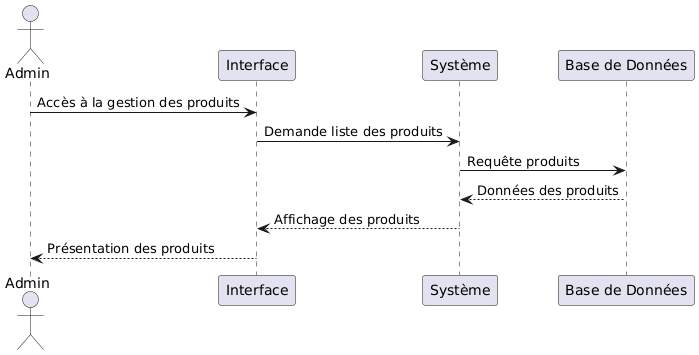 Admin
Interface
Système
Base de Données
Accès à la gestion des produits
Demande liste des produits
Requête produits
Données des produits
Affichage des produits
Présentation des produits
Admin
Interface
Système
Base de Données